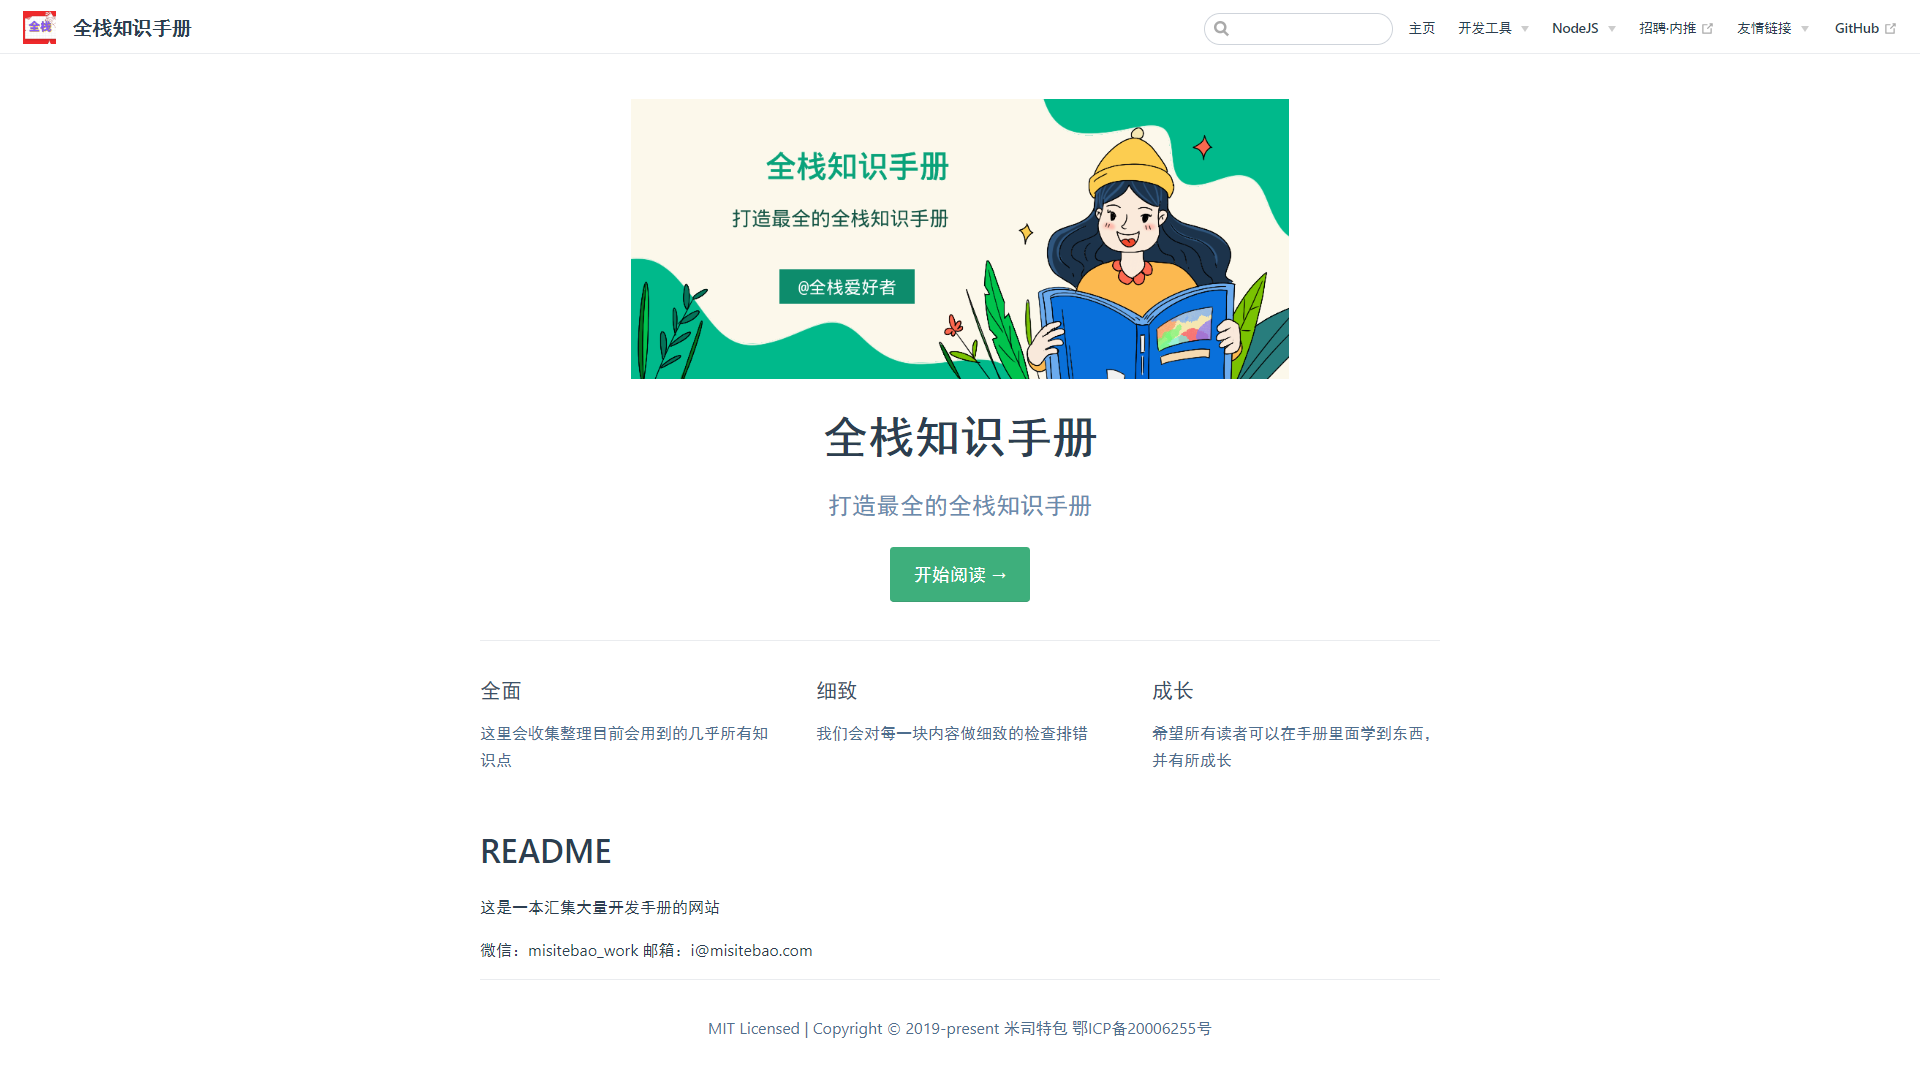 全栈
全栈知识手册
主页
开发工具
NodeJS
招聘·内推
友情链接
GitHub
全栈知识手册
打造最全的全栈知识手册
@全栈爱好者
全栈知识手册
打造最全的全栈知识手册
开始阅读 →
全面
这里会收集整理目前会用到的几乎所有知
识点
细致
我们会对每一块内容做细致的检查排错
成长
希望所有读者可以在手册里面学到东西，
并有所成长
README
这是一本汇集大量开发手册的网站
微信：misitebao_work 邮箱：i@misitebao.com
MIT Licensed | Copyright © 2019-present 米司特包 鄂ICP备20006255号